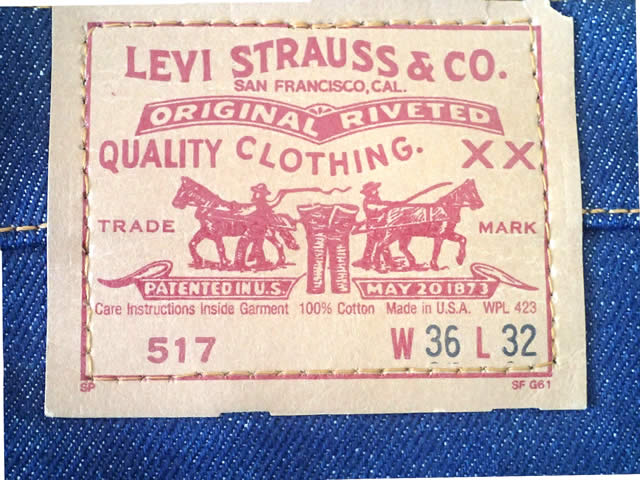 LEVI STRAUSS & CO.
SAN FRANCISCO, CAL.
ORIGINAL RIVETED
QUALITY CLOTHING. XX
TRADE MARK
PATENTED IN U.S. MAY 20 1873
Care Instructions Inside Garment 100% Cotton Made in U.S.A. WPL 423
517 W 36 L 32
SP SF G61